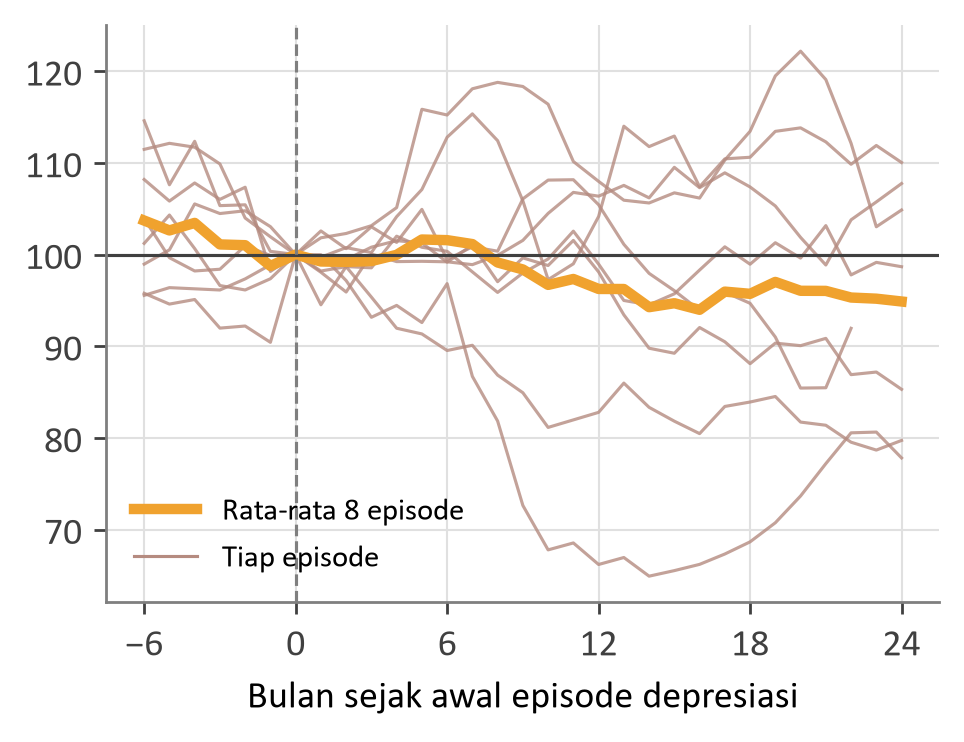 120
110
100
90
80
70
Rata-rata 8 episode
Tiap episode
−6 0 6 12 18 24
Bulan sejak awal episode depresiasi